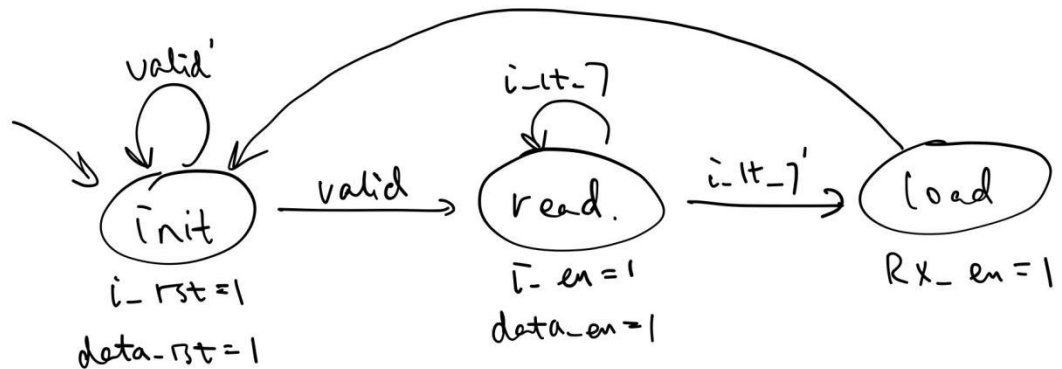 valid'
i_lt_7
valid
i_lt_7'
init
read.
load
i_rst=1
data_rst=1
i_en=1
data_en=1
Rx_en=1